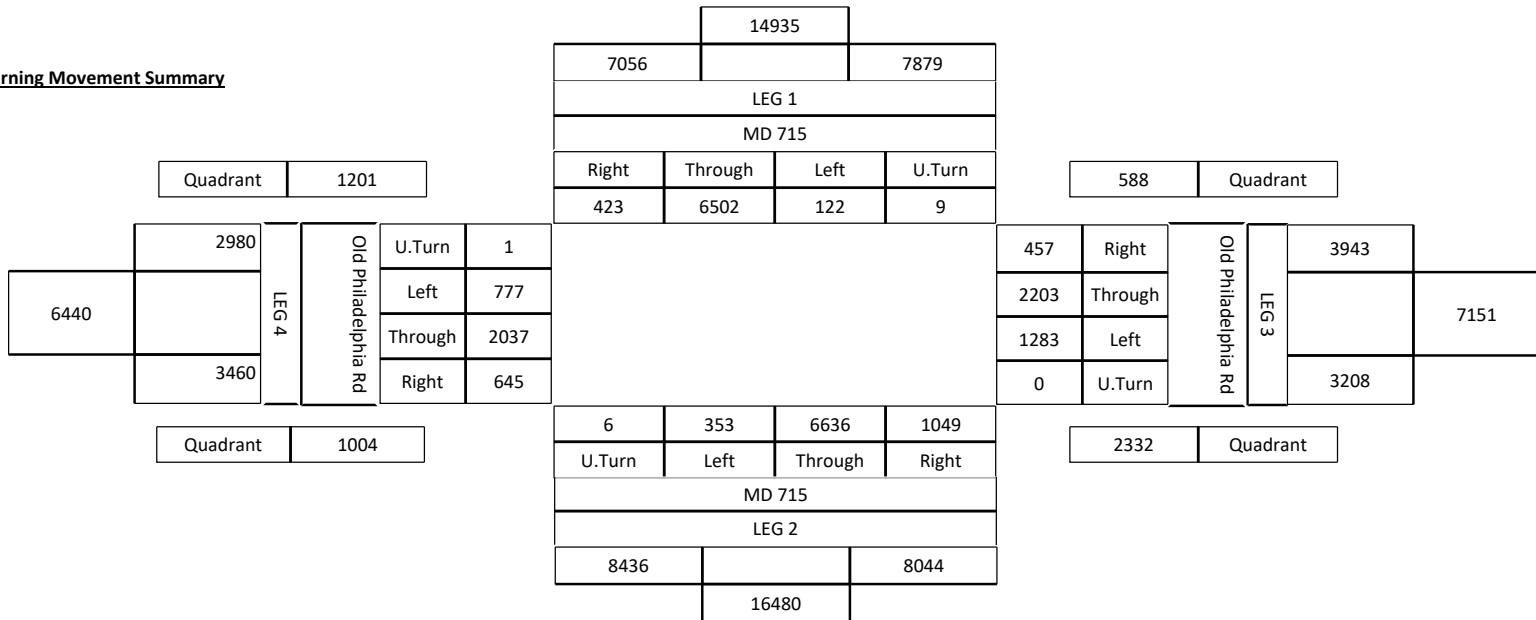 14935
7056 7879
rning Movement Summary
LEG 1
MD 715
Right Through Left U.Turn
423 6502 122 9
Quadrant 1201
588 Quadrant
2980
6440
3460
LEG 4
Old Philadelphia Rd
U.Turn 1
Left 777
Through 2037
Right 645
457 Right
2203 Through
1283 Left
0 U.Turn
Old Philadelphia Rd
LEG 3
3943
7151
3208
Quadrant 1004
2332 Quadrant
6 353 6636 1049
U.Turn Left Through Right
MD 715
LEG 2
8436 8044
16480